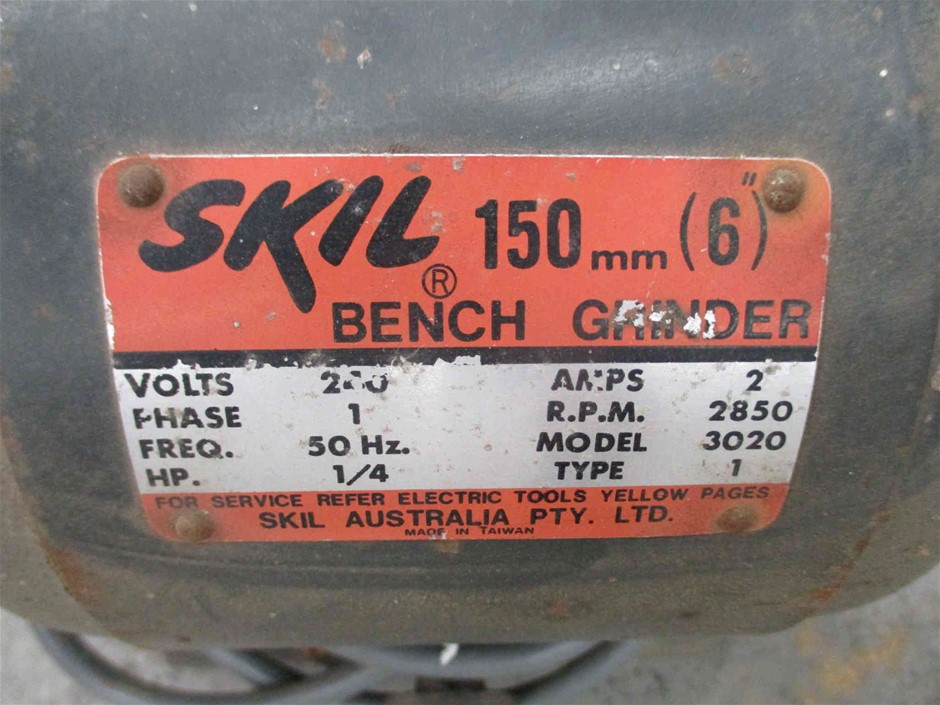 SKIL® 150mm (6")
BENCH GRINDER
VOLTS 240 AMPS 2
PHASE 1 R.P.M. 2850
FREQ. 50 Hz. MODEL 3020
HP. 1/4 TYPE 1
FOR SERVICE REFER ELECTRIC TOOLS YELLOW PAGES
SKIL AUSTRALIA PTY. LTD.
MADE IN TAIWAN